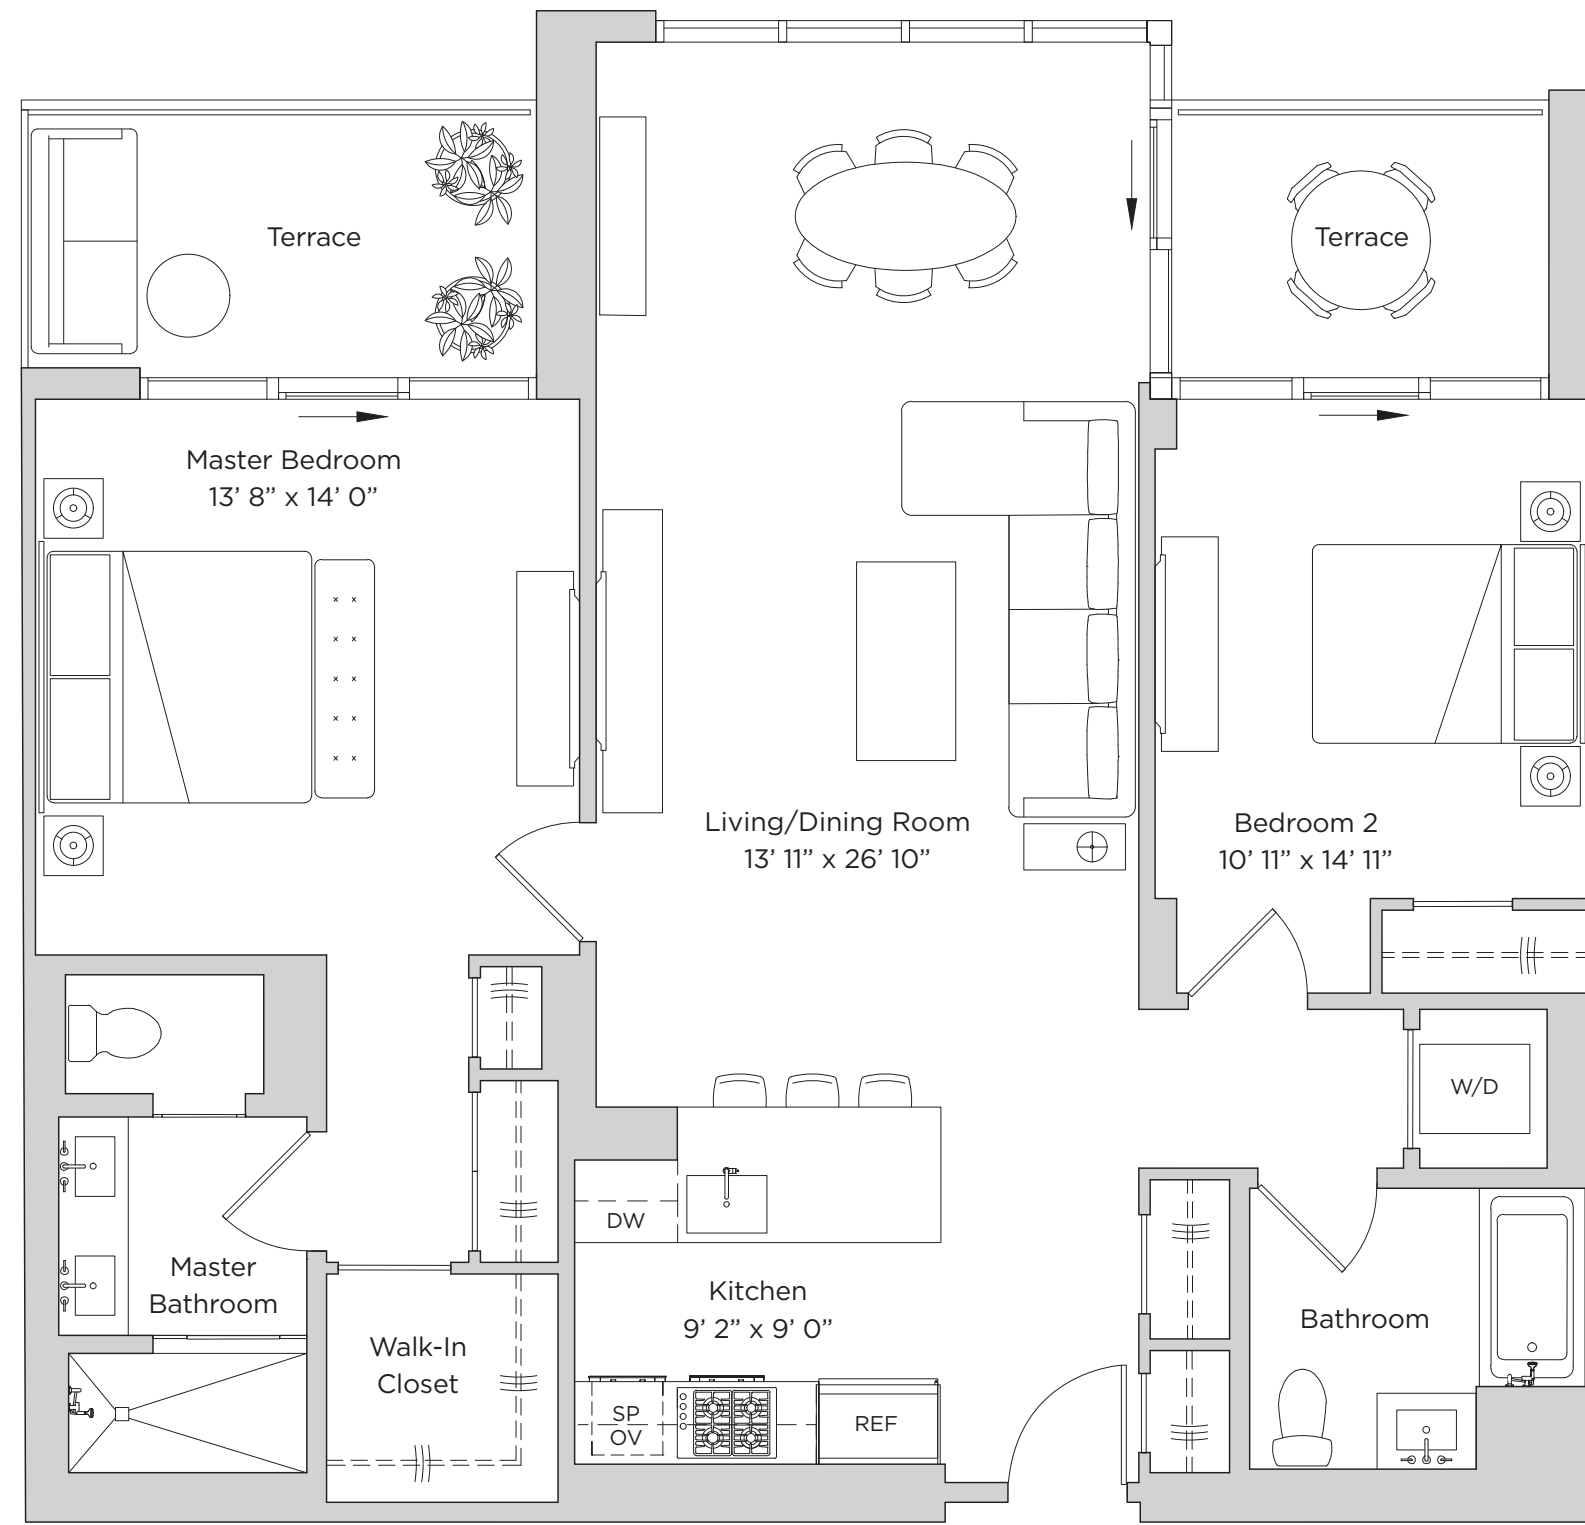 Terrace
Terrace
Master Bedroom
13’ 8” x 14’ 0”
Living/Dining Room
13’ 11” x 26’ 10”
Bedroom 2
10’ 11” x 14’ 11”
W/D
DW
Master
Bathroom
Kitchen
9’ 2” x 9’ 0”
Bathroom
Walk-In
Closet
SP
OV
REF